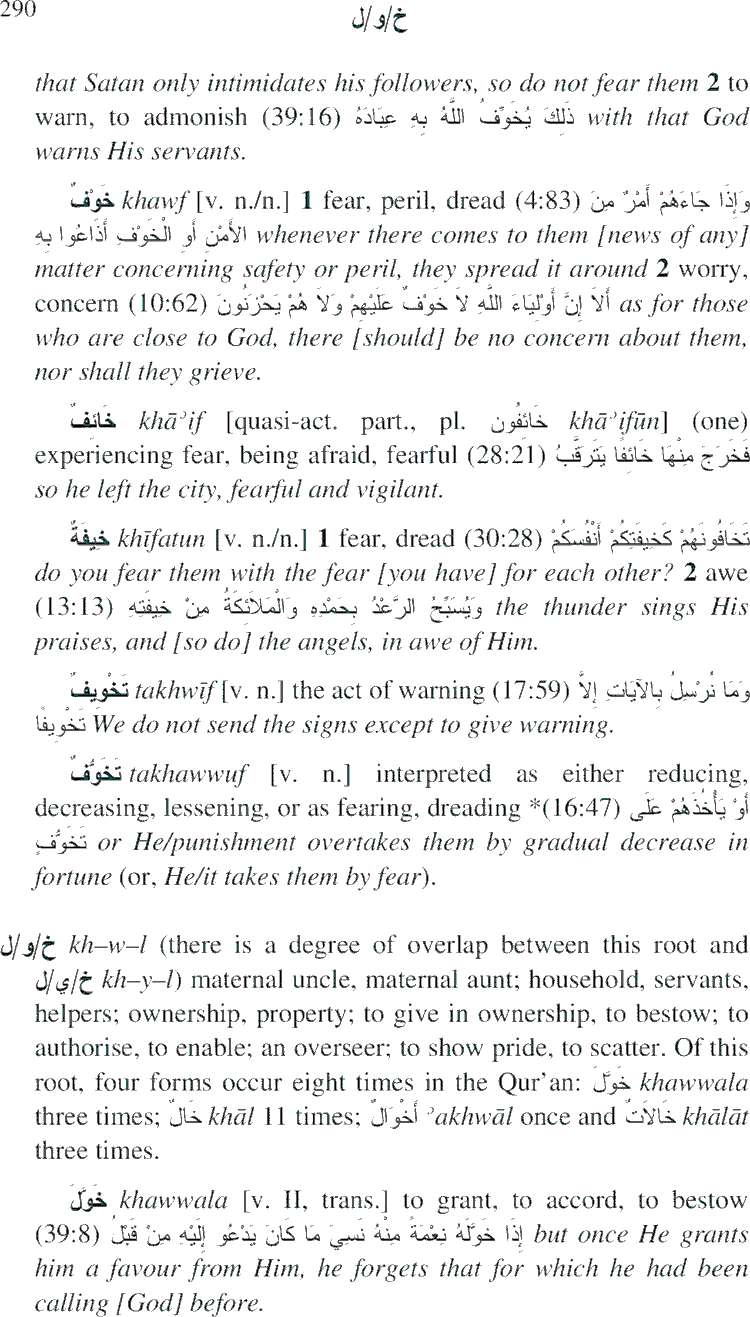 290
خ/و/ل
that Satan only intimidates his followers, so do not fear them 2 to
warn, to admonish (39:16) ذَلِكَ يُخَوِّفُ اللَّهُ بِهِ عِبَادَهُ with that God
warns His servants.
خَوْفٌ khawf [v. n./n.] 1 fear, peril, dread (4:83) وَإِذَا جَاءَهُمْ أَمْرٌ مِنَ
الأَمْنِ أَوِ الْخَوْفِ أَذَاعُوا بِهِ whenever there comes to them [news of any]
matter concerning safety or peril, they spread it around 2 worry,
concern (10:62) أَلاَ إِنَّ أَوْلِيَاءَ اللَّهِ لاَ خَوْفٌ عَلَيْهِمْ وَلاَ هُمْ يَحْزَنُونَ as for those
who are close to God, there [should] be no concern about them,
nor shall they grieve.
خَائِفٌ khāʾif [quasi-act. part., pl. خَائِفُون khāʾifūn] (one)
experiencing fear, being afraid, fearful (28:21) فَخَرَجَ مِنْهَا خَائِفًا يَتَرَقَّبُ
so he left the city, fearful and vigilant.
خِيفَةٌ khīfatun [v. n./n.] 1 fear, dread (30:28) تَخَافُونَهُمْ كَخِيفَتِكُمْ أَنْفُسَكُمْ
do you fear them with the fear [you have] for each other? 2 awe
(13:13) وَيُسَبِّحُ الرَّعْدُ بِحَمْدِهِ وَالْمَلاَئِكَةُ مِنْ خِيفَتِهِ the thunder sings His
praises, and [so do] the angels, in awe of Him.
تَخْوِيفٌ takhwīf [v. n.] the act of warning (17:59) وَمَا نُرْسِلُ بِالآيَاتِ إِلاَّ
تَخْوِيفًا We do not send the signs except to give warning.
تَخَوُّفٌ takhawwuf [v. n.] interpreted as either reducing,
decreasing, lessening, or as fearing, dreading *(16:47) أَوْ يَأْخُذَهُمْ عَلَى
تَخَوُّفٍ or He/punishment overtakes them by gradual decrease in
fortune (or, He/it takes them by fear).
خ/و/ل kh–w–l (there is a degree of overlap between this root and
خ/ي/ل kh–y–l) maternal uncle, maternal aunt; household, servants,
helpers; ownership, property; to give in ownership, to bestow; to
authorise, to enable; an overseer; to show pride, to scatter. Of this
root, four forms occur eight times in the Qur'an: خَوَّلَ khawwala
three times; خَالٌ khāl 11 times; أَخْوَالٌ ʾakhwāl once and خَالاَتٌ khālāt
three times.
خَوَّلَ khawwala [v. II, trans.] to grant, to accord, to bestow
(39:8) إِذَا خَوَّلَهُ نِعْمَةً مِنْهُ نَسِيَ مَا كَانَ يَدْعُو إِلَيْهِ مِنْ قَبْلُ but once He grants
him a favour from Him, he forgets that for which he had been
calling [God] before.